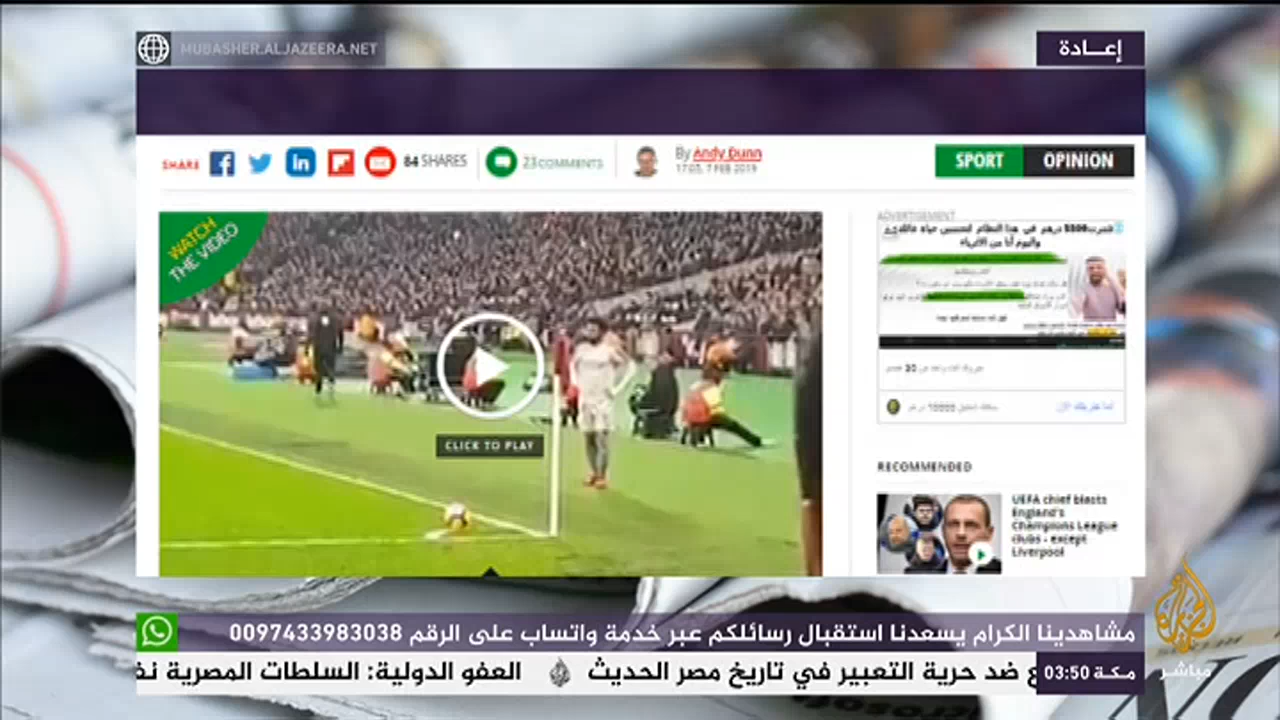 MUBASHER.ALJAZEERA.NET
إعـــادة
SHARE
84 SHARES
23 COMMENTS
By Andy Dunn
17:05, 7 FEB 2019
SPORT
OPINION
WATCH
THE VIDEO
CLICK TO PLAY
ADVERTISEMENT
RECOMMENDED
UEFA chief blasts
England's
Champions League
clubs - except
Liverpool
مشاهدينا الكرام يسعدنا استقبال رسائلكم عبر خدمة واتساب على الرقم 0097433983038
مكة 03:50
ع ضد حرية التعبير في تاريخ مصر الحديث
العفو الدولية: السلطات المصرية نف
مباشر